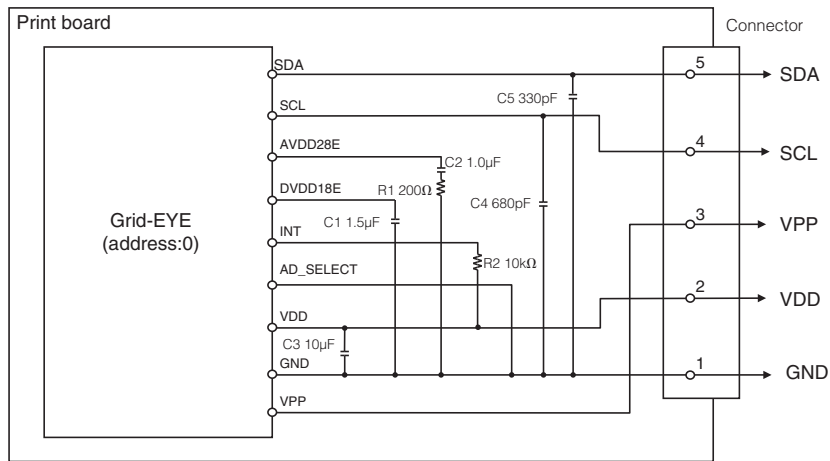 Print board
Connector
SDA
5
SDA
C5 330pF
SCL
4
SCL
AVDD28E
C2 1.0µF
DVDD18E
R1 200Ω
C4 680pF
Grid-EYE
(address:0)
C1 1.5µF
3
VPP
INT
R2 10kΩ
AD_SELECT
2
VDD
VDD
C3 10µF
GND
1
GND
VPP